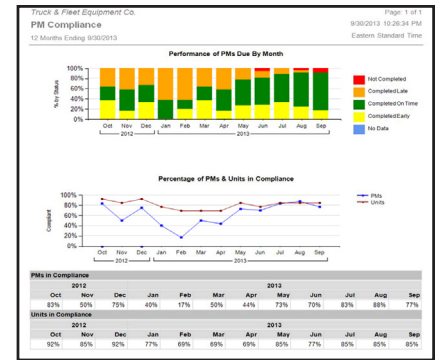 Truck & Fleet Equipment Co. Page: 1 of 1
PM Compliance 9/30/2013 10:26:34 PM
12 Months Ending 9/30/2013 Eastern Standard Time
Performance of PMs Due By Month
100%
80%
60%
40%
20%
0%
% by Status
Oct Nov Dec Jan Feb Mar Apr May Jun Jul Aug Sep
2012 2013
Not Completed
Completed Late
Completed On Time
Completed Early
No Data
Percentage of PMs & Units in Compliance
100%
80%
60%
40%
20%
0%
Compliant
Oct Nov Dec Jan Feb Mar Apr May Jun Jul Aug Sep
2012 2013
PMs
Units
PMs in Compliance
2012 2013
Oct Nov Dec Jan Feb Mar Apr May Jun Jul Aug Sep
83% 50% 75% 40% 17% 50% 44% 73% 70% 83% 88% 77%
Units in Compliance
2012 2013
Oct Nov Dec Jan Feb Mar Apr May Jun Jul Aug Sep
92% 85% 92% 77% 69% 69% 69% 85% 77% 85% 85% 85%